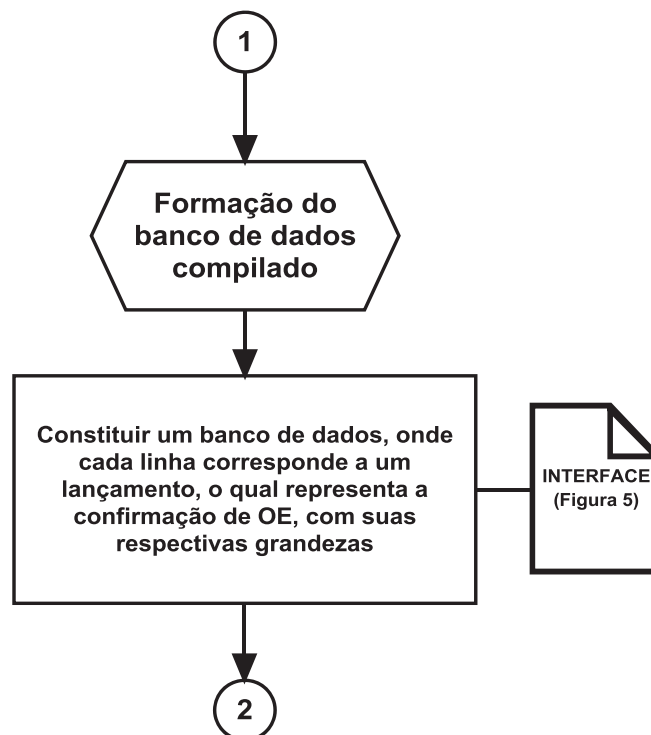 1
Formação do
banco de dados
compilado
Constituir um banco de dados, onde
cada linha corresponde a um
lançamento, o qual representa a
confirmação de OE, com suas
respectivas grandezas
INTERFACE
(Figura 5)
2